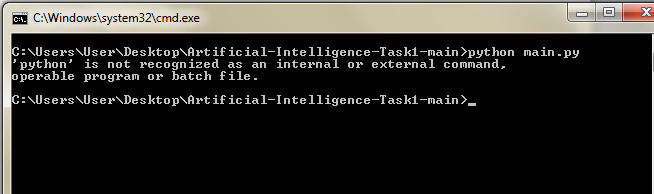 C:\Windows\system32\cmd.exe
C:\Users\User\Desktop\Artificial-Intelligence-Task1-main>python main.py
'python' is not recognized as an internal or external command,
operable program or batch file.
C:\Users\User\Desktop\Artificial-Intelligence-Task1-main>_